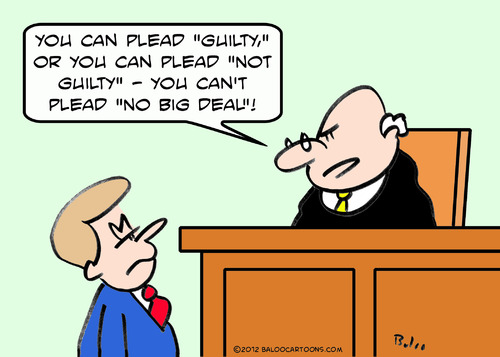 YOU CAN PLEAD "GUILTY,"
OR YOU CAN PLEAD "NOT
GUILTY" - YOU CAN'T
PLEAD "NO BIG DEAL"!
Baloo
©2012 BALOOCARTOONS.COM